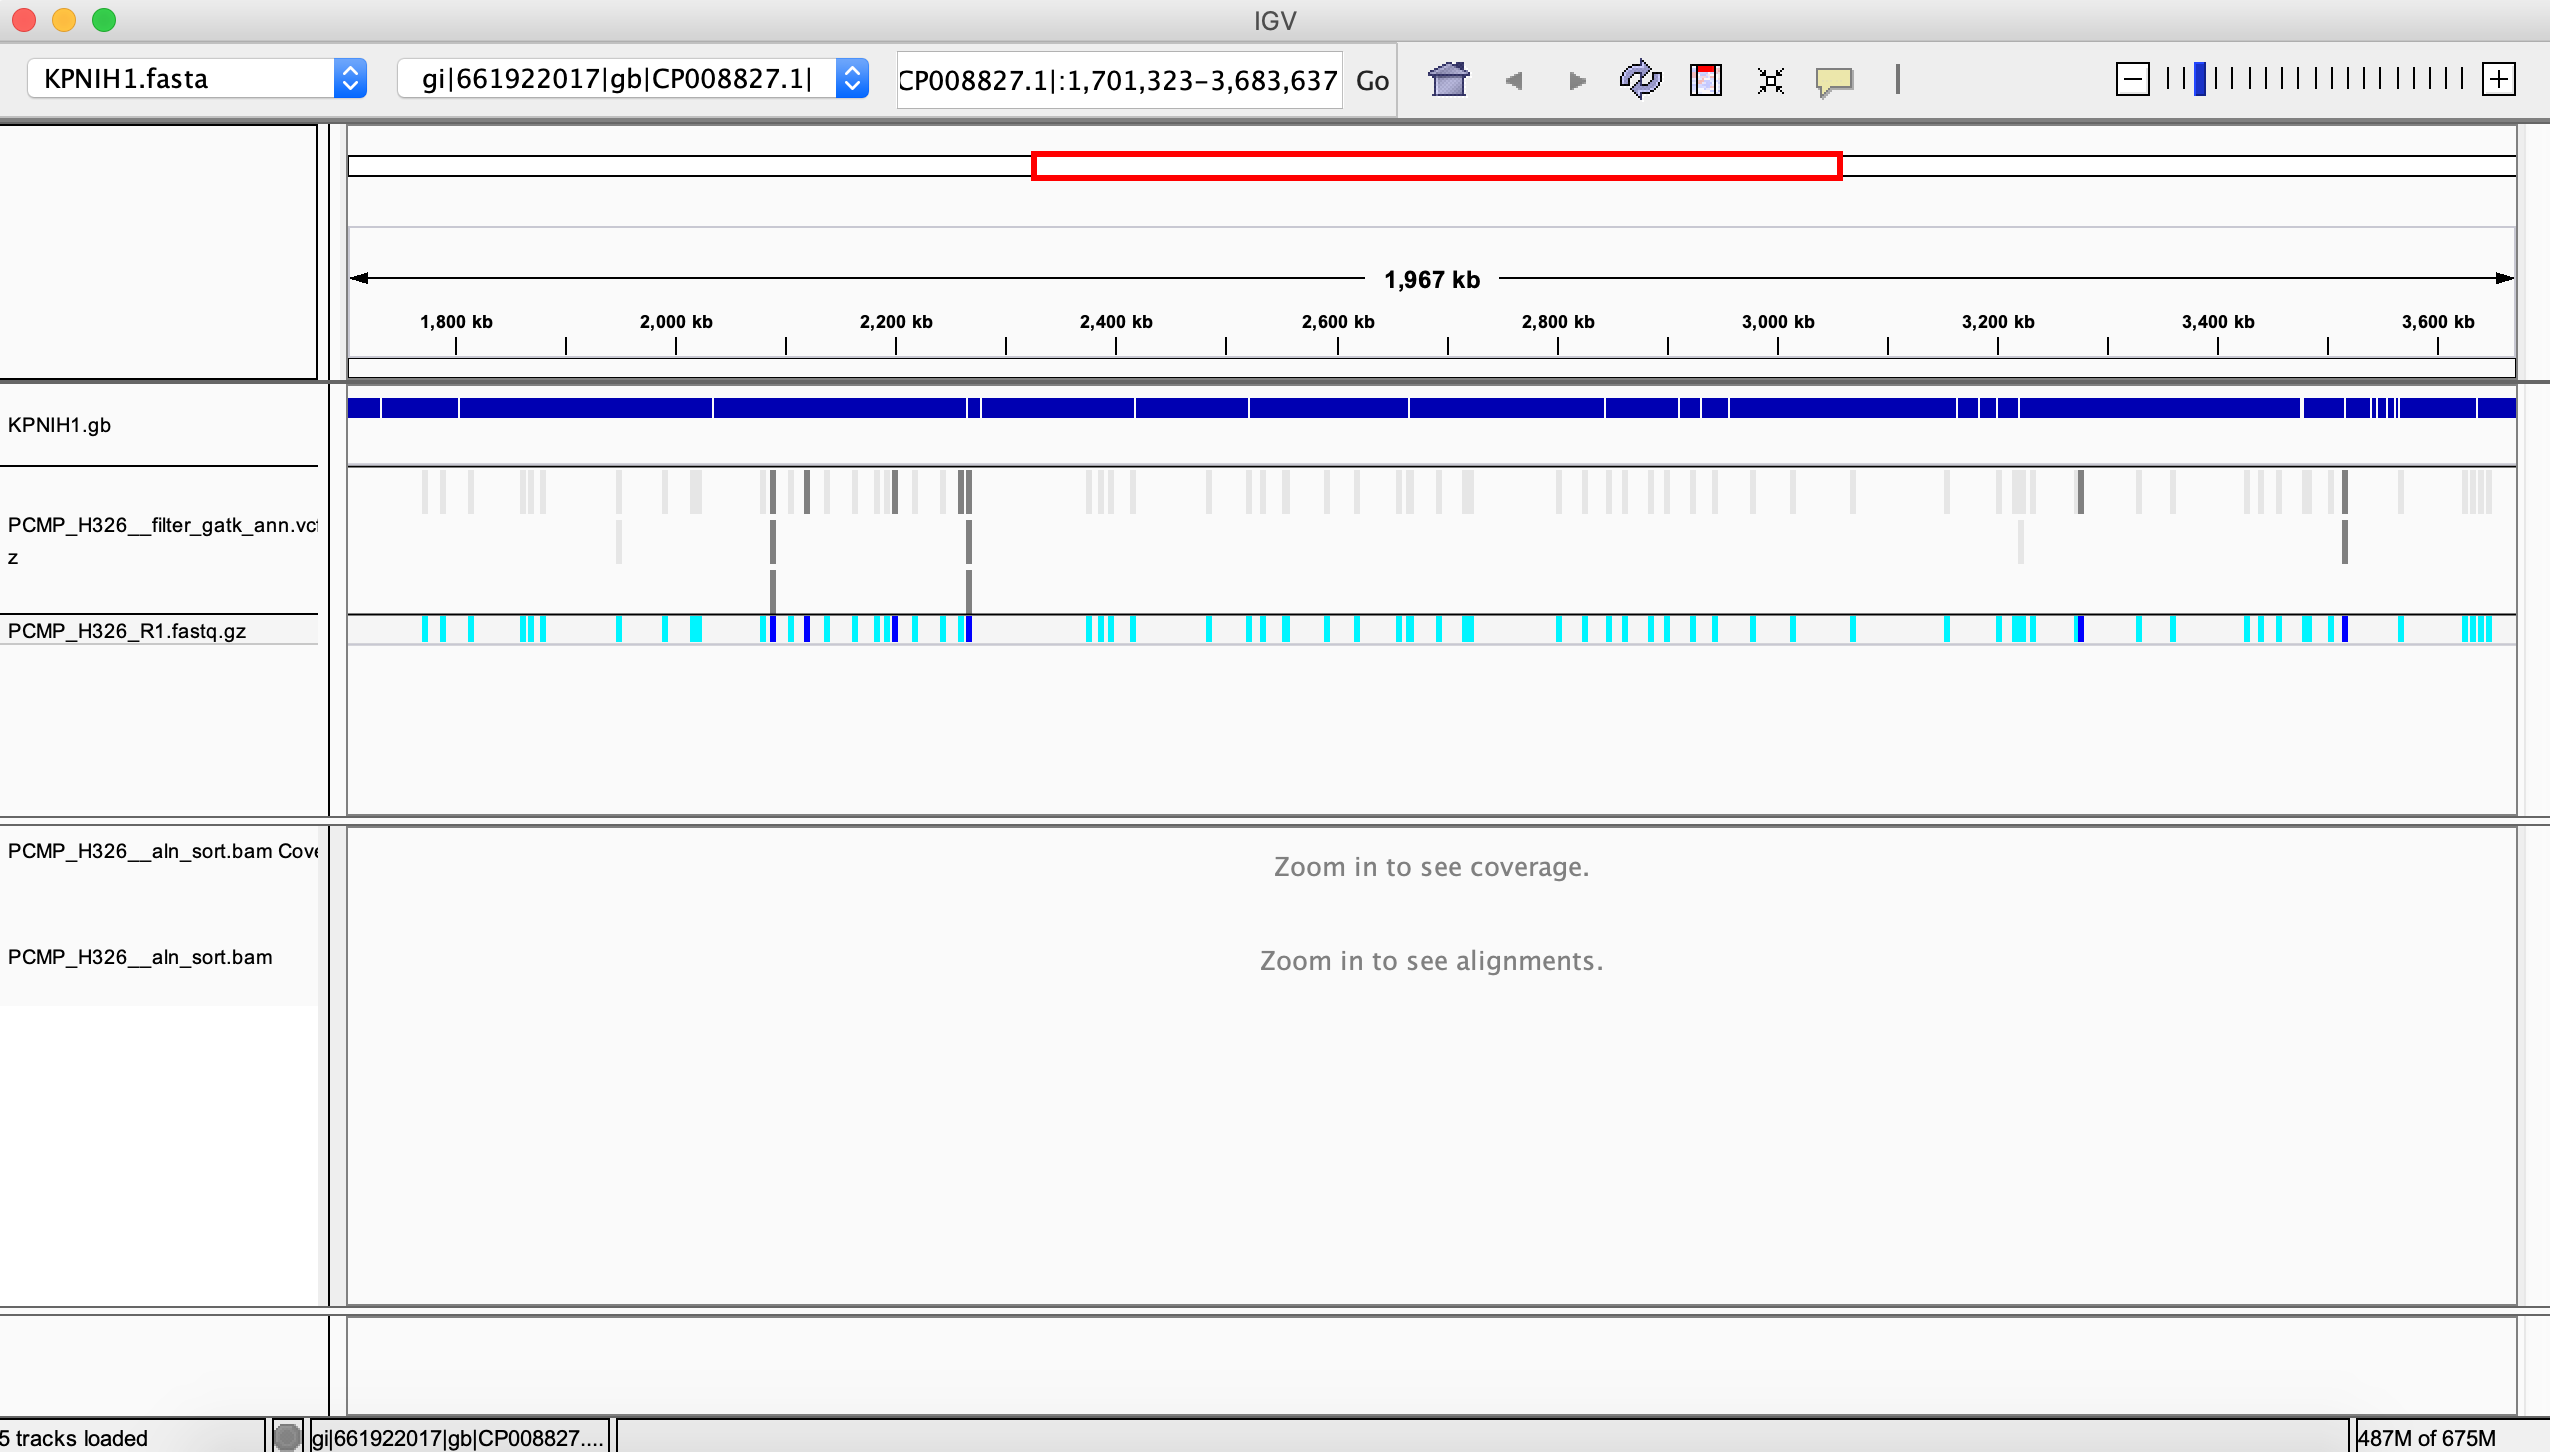 IGV
KPNIH1.fasta
gi|661922017|gb|CP008827.1|
CP008827.1|:1,701,323-3,683,637
Go
1,967 kb
1,800 kb 2,000 kb 2,200 kb 2,400 kb 2,600 kb 2,800 kb 3,000 kb 3,200 kb 3,400 kb 3,600 kb
KPNIH1.gb
PCMP_H326__filter_gatk_ann.vcf
z
PCMP_H326_R1.fastq.gz
PCMP_H326__aln_sort.bam Cove
Zoom in to see coverage.
PCMP_H326__aln_sort.bam
Zoom in to see alignments.
5 tracks loaded
gi|661922017|gb|CP008827....
487M of 675M